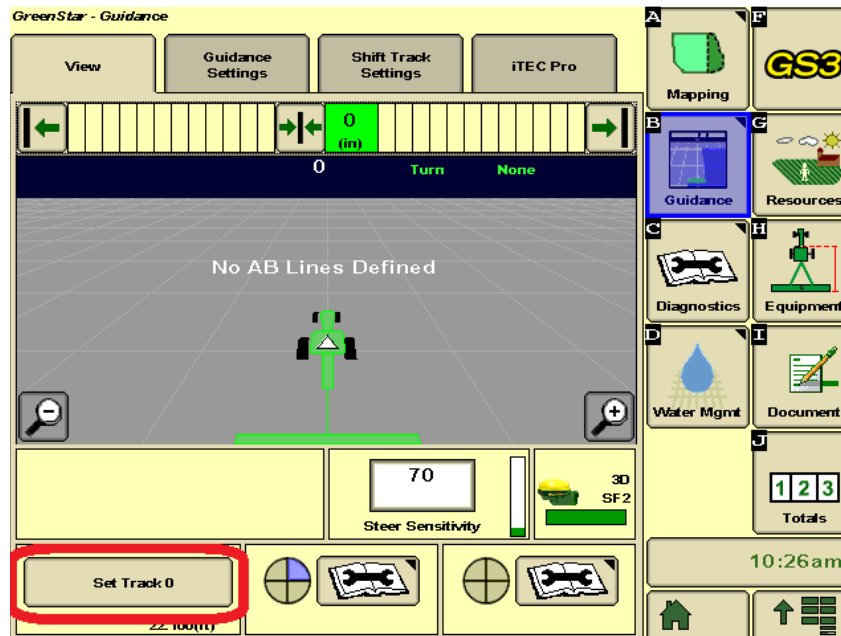 GreenStar - Guidance
View
Guidance
Settings
Shift Track
Settings
iTEC Pro
0
(in)
0
Turn
None
No AB Lines Defined
70
Steer Sensitivity
3D
SF2
Set Track 0
A
Mapping
F
GS3
B
Guidance
G
Resources
C
Diagnostics
H
Equipment
D
Water Mgmt
I
Document
J
1 2 3
Totals
10:26am